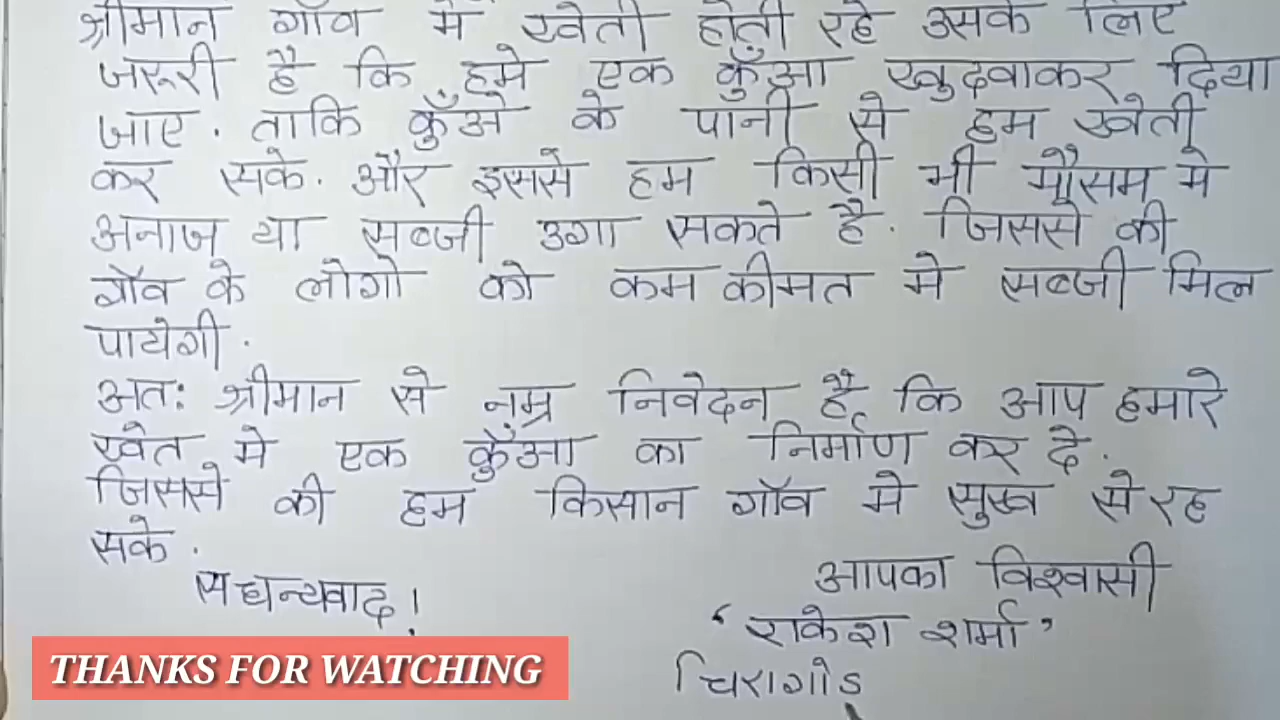 श्रीमान गाँव में खेती होती रहे उसके लिए
जरूरी है कि हमे एक कुँआ खुदवाकर दिया
जाए. ताकि कुँअे के पानी से हम खेती
कर सके. और इससे हम किसी भी मौसम मे
अनाज या सब्जी उगा सकते है. जिससे की
गाँव के लोगो को कम कीमत मे सब्जी मिल
पायेगी.
अतः श्रीमान से नम्र निवेदन है कि आप हमारे
खेत मे एक कुँआ का निर्माण कर दे.
जिससे की हम किसान गाँव मे सुख से रह
सके.
सधन्यवाद!
आपका विश्वासी
‘राकेश शर्मा’
चिरागोड
THANKS FOR WATCHING